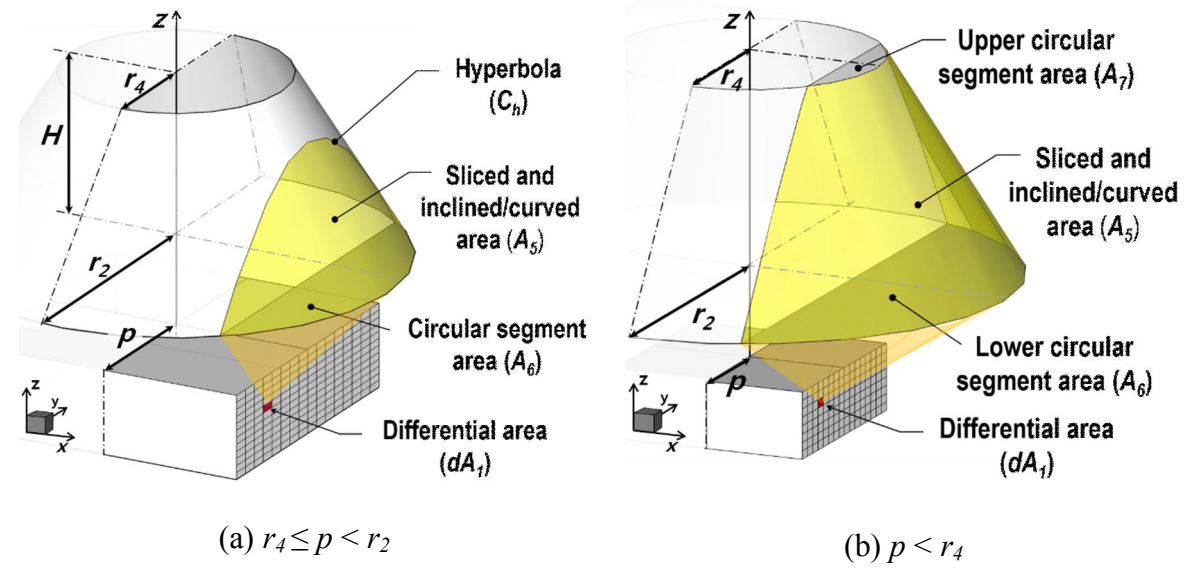 z
r4
H
r2
p
Hyperbola
(Ch)
Sliced and
inclined/curved
area (A5)
Circular segment
area (A6)
Differential area
(dA1)
z
y
x
(a) r4 ≤ p < r2
z
r4
r2
p
Upper circular
segment area (A7)
Sliced and
inclined/curved
area (A5)
Lower circular
segment area (A6)
Differential area
(dA1)
z
y
x
(b) p < r4